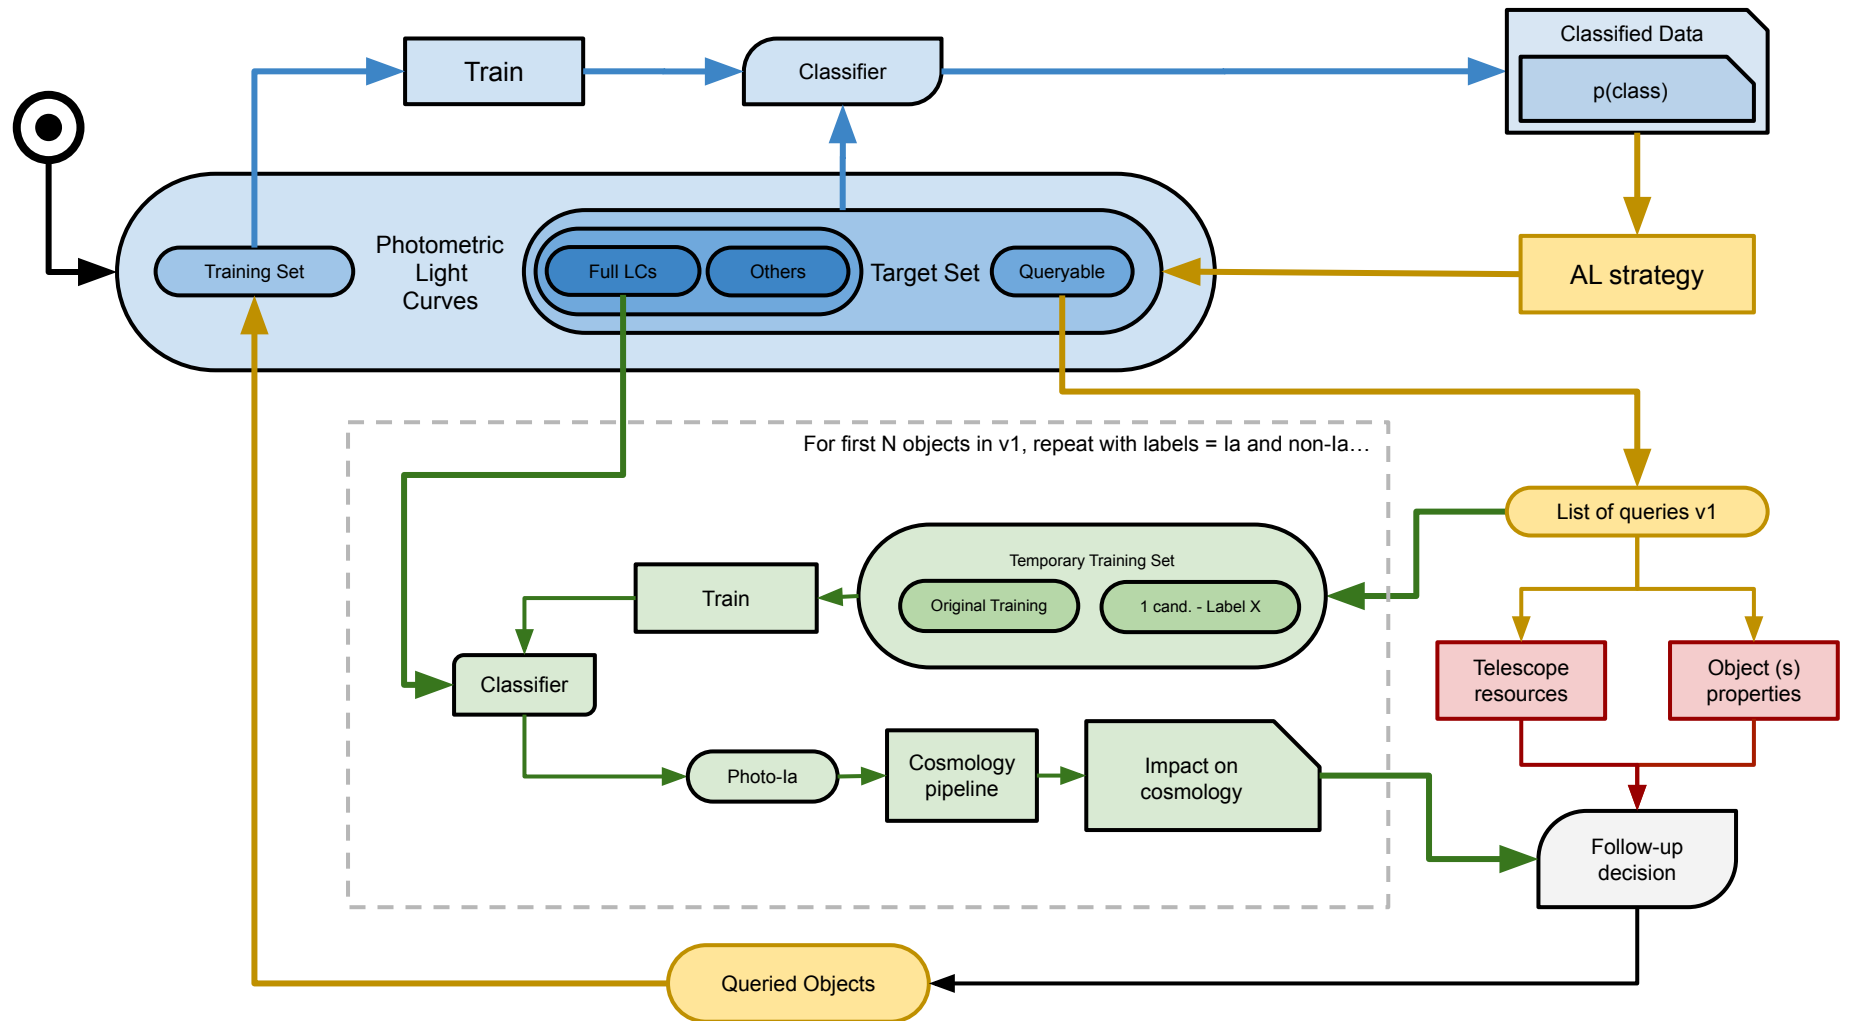 Train
Classifier
Classified Data
p(class)
Training Set
Photometric
Light
Curves
Full LCs
Others
Target Set
Queryable
AL strategy
For first N objects in v1, repeat with labels = Ia and non-Ia…
List of queries v1
Temporary Training Set
Original Training
1 cand. - Label X
Train
Classifier
Telescope
resources
Object (s)
properties
Photo-Ia
Cosmology
pipeline
Impact on
cosmology
Follow-up
decision
Queried Objects